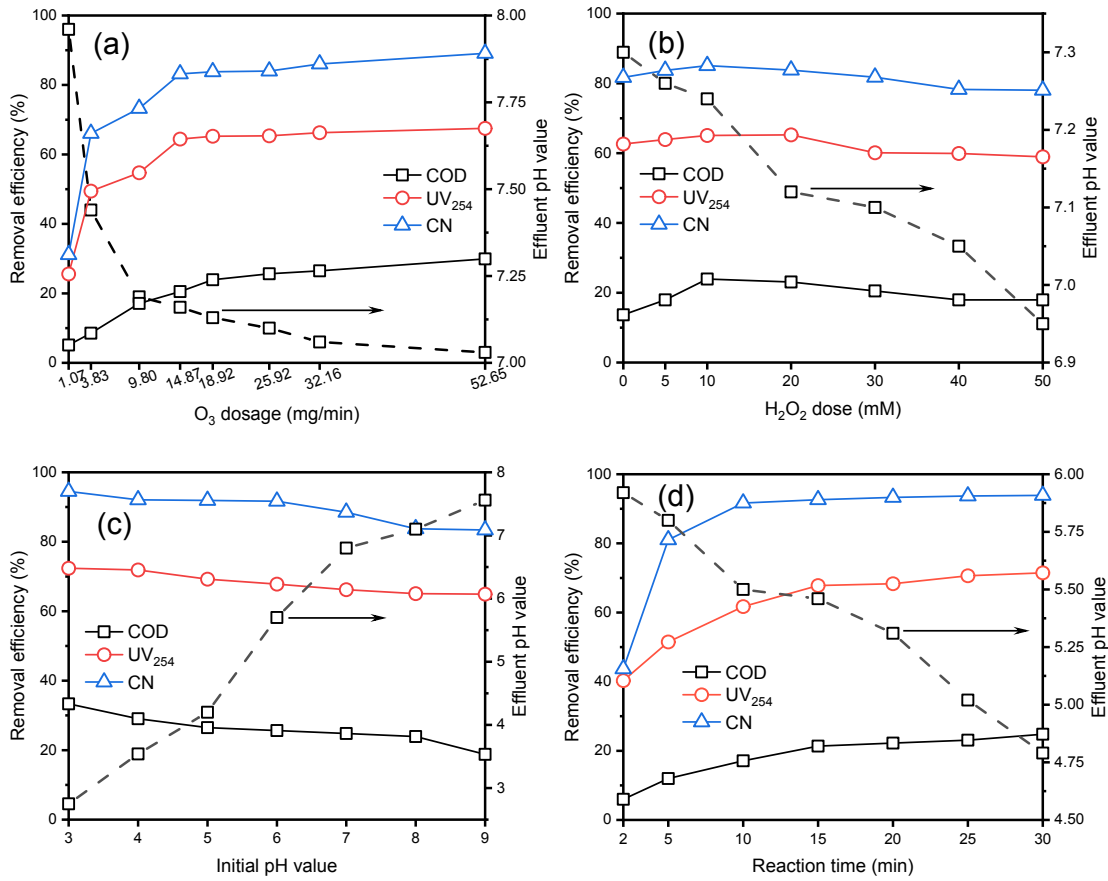 (a)
Removal efficiency (%)
100
80
60
40
20
0
8.00
7.75
7.50
7.25
7.00
Effluent pH value
COD
UV₂₅₄
CN
1.07 3.83 9.80 14.87 18.92 25.92 32.16 52.65
O₃ dosage (mg/min)
(b)
Removal efficiency (%)
100
80
60
40
20
0
7.3
7.2
7.1
7.0
6.9
Effluent pH value
COD
UV₂₅₄
CN
0 5 10 20 30 40 50
H₂O₂ dose (mM)
(c)
Removal efficiency (%)
100
80
60
40
20
0
8
7
6
5
4
3
Effluent pH value
COD
UV₂₅₄
CN
3 4 5 6 7 8 9
Initial pH value
(d)
Removal efficiency (%)
100
80
60
40
20
0
6.00
5.75
5.50
5.25
5.00
4.75
4.50
Effluent pH value
COD
UV₂₅₄
CN
2 5 10 15 20 25 30
Reaction time (min)